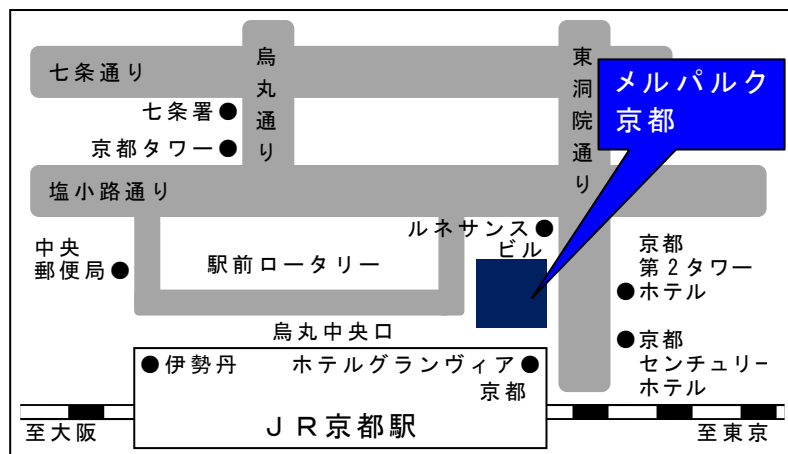 七条通り
烏丸通り
東洞院通り
メルパルク
京都
七条署
京都タワー
塩小路通り
ルネサンス
ビル
中央
郵便局
駅前ロータリー
京都
第2タワー
ホテル
烏丸中央口
伊勢丹
ホテルグランヴィア
京都
京都
センチュリー
ホテル
JR京都駅
至大阪
至東京